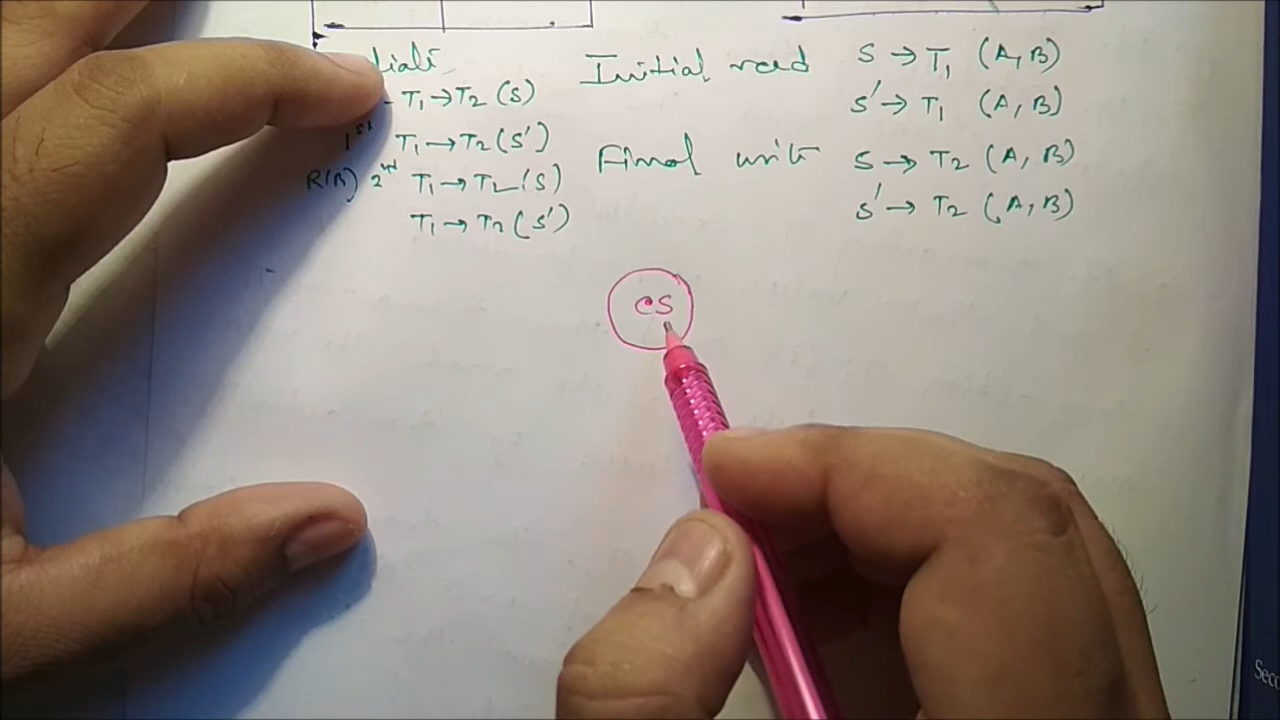 Initial read S → T1 (A, B)
T1 → T2 (S)
S' → T1 (A, B)
1st T1 → T2 (S')
Final write S → T2 (A, B)
R(B) 2nd T1 → T2 (S)
S' → T2 (A, B)
T1 → T2 (S')
CS